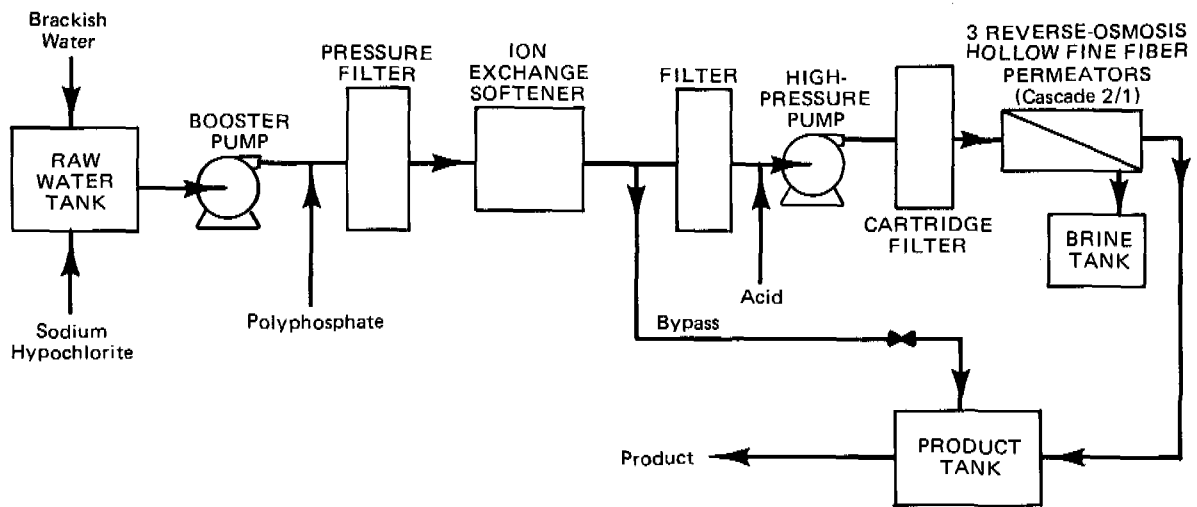 Brackish
Water
RAW
WATER
TANK
Sodium
Hypochlorite
BOOSTER
PUMP
Polyphosphate
PRESSURE
FILTER
ION
EXCHANGE
SOFTENER
FILTER
Acid
HIGH-
PRESSURE
PUMP
CARTRIDGE
FILTER
3 REVERSE-OSMOSIS
HOLLOW FINE FIBER
PERMEATORS
(Cascade 2/1)
BRINE
TANK
Bypass
PRODUCT
TANK
Product